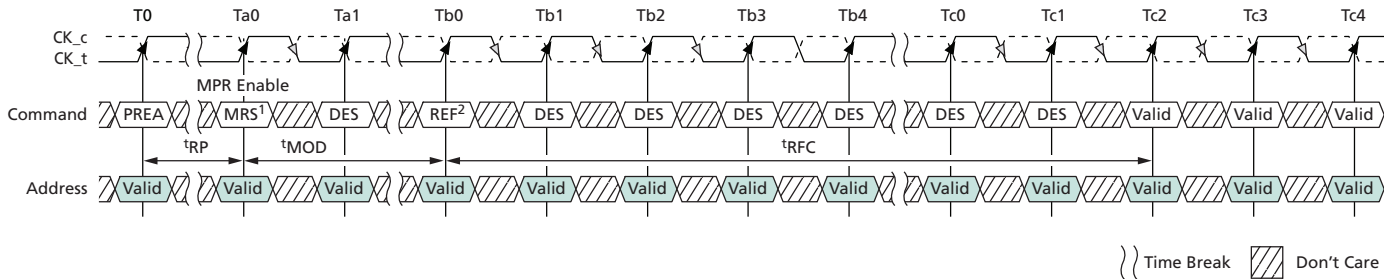 T0 Ta0 Ta1 Tb0 Tb1 Tb2 Tb3 Tb4 Tc0 Tc1 Tc2 Tc3 Tc4
CK_c
CK_t
MPR Enable
Command PREA MRS¹ DES REF² DES DES DES DES DES DES Valid Valid Valid
tRP tMOD tRFC
Address Valid Valid Valid Valid Valid Valid Valid Valid Valid Valid Valid Valid Valid
Time Break Don't Care